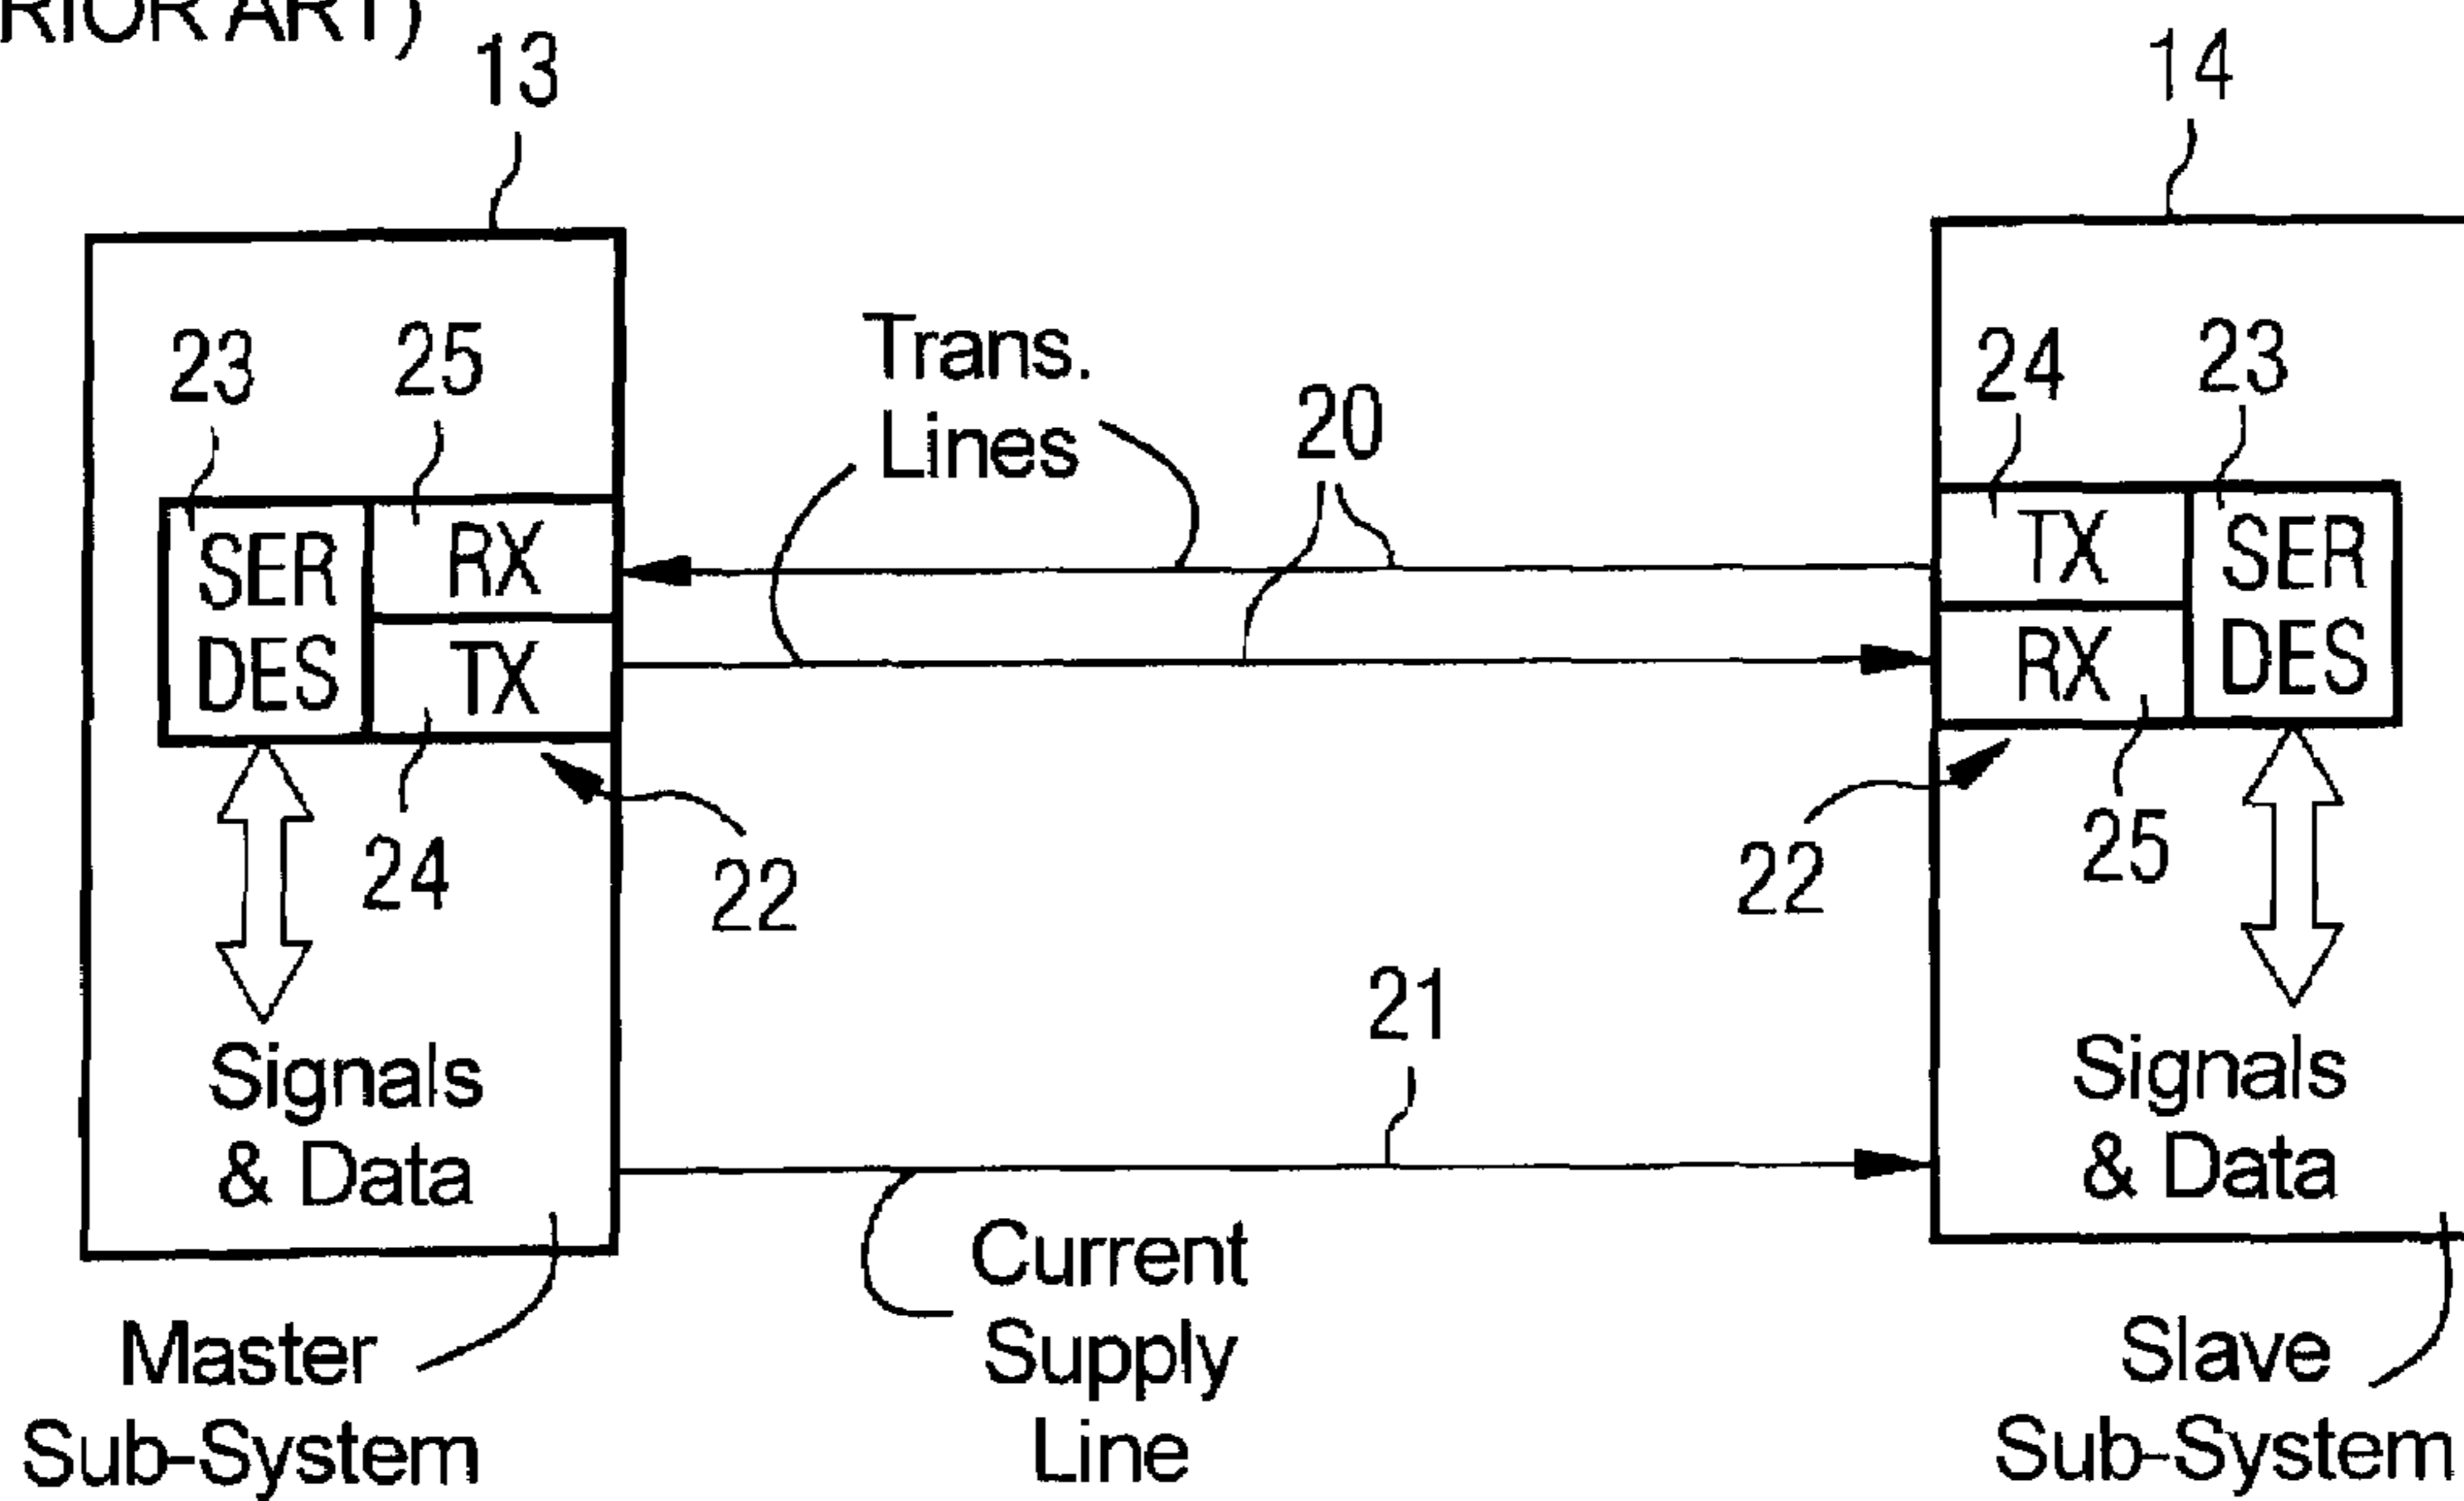 RIOR ART)
13
14
23
25
Trans.
Lines
20
24
23
SER
DES
RX
TX
TX
RX
SER
DES
24
22
22
25
21
Signals
& Data
Signals
& Data
Current
Supply
Line
Master
Sub-System
Slave
Sub-System